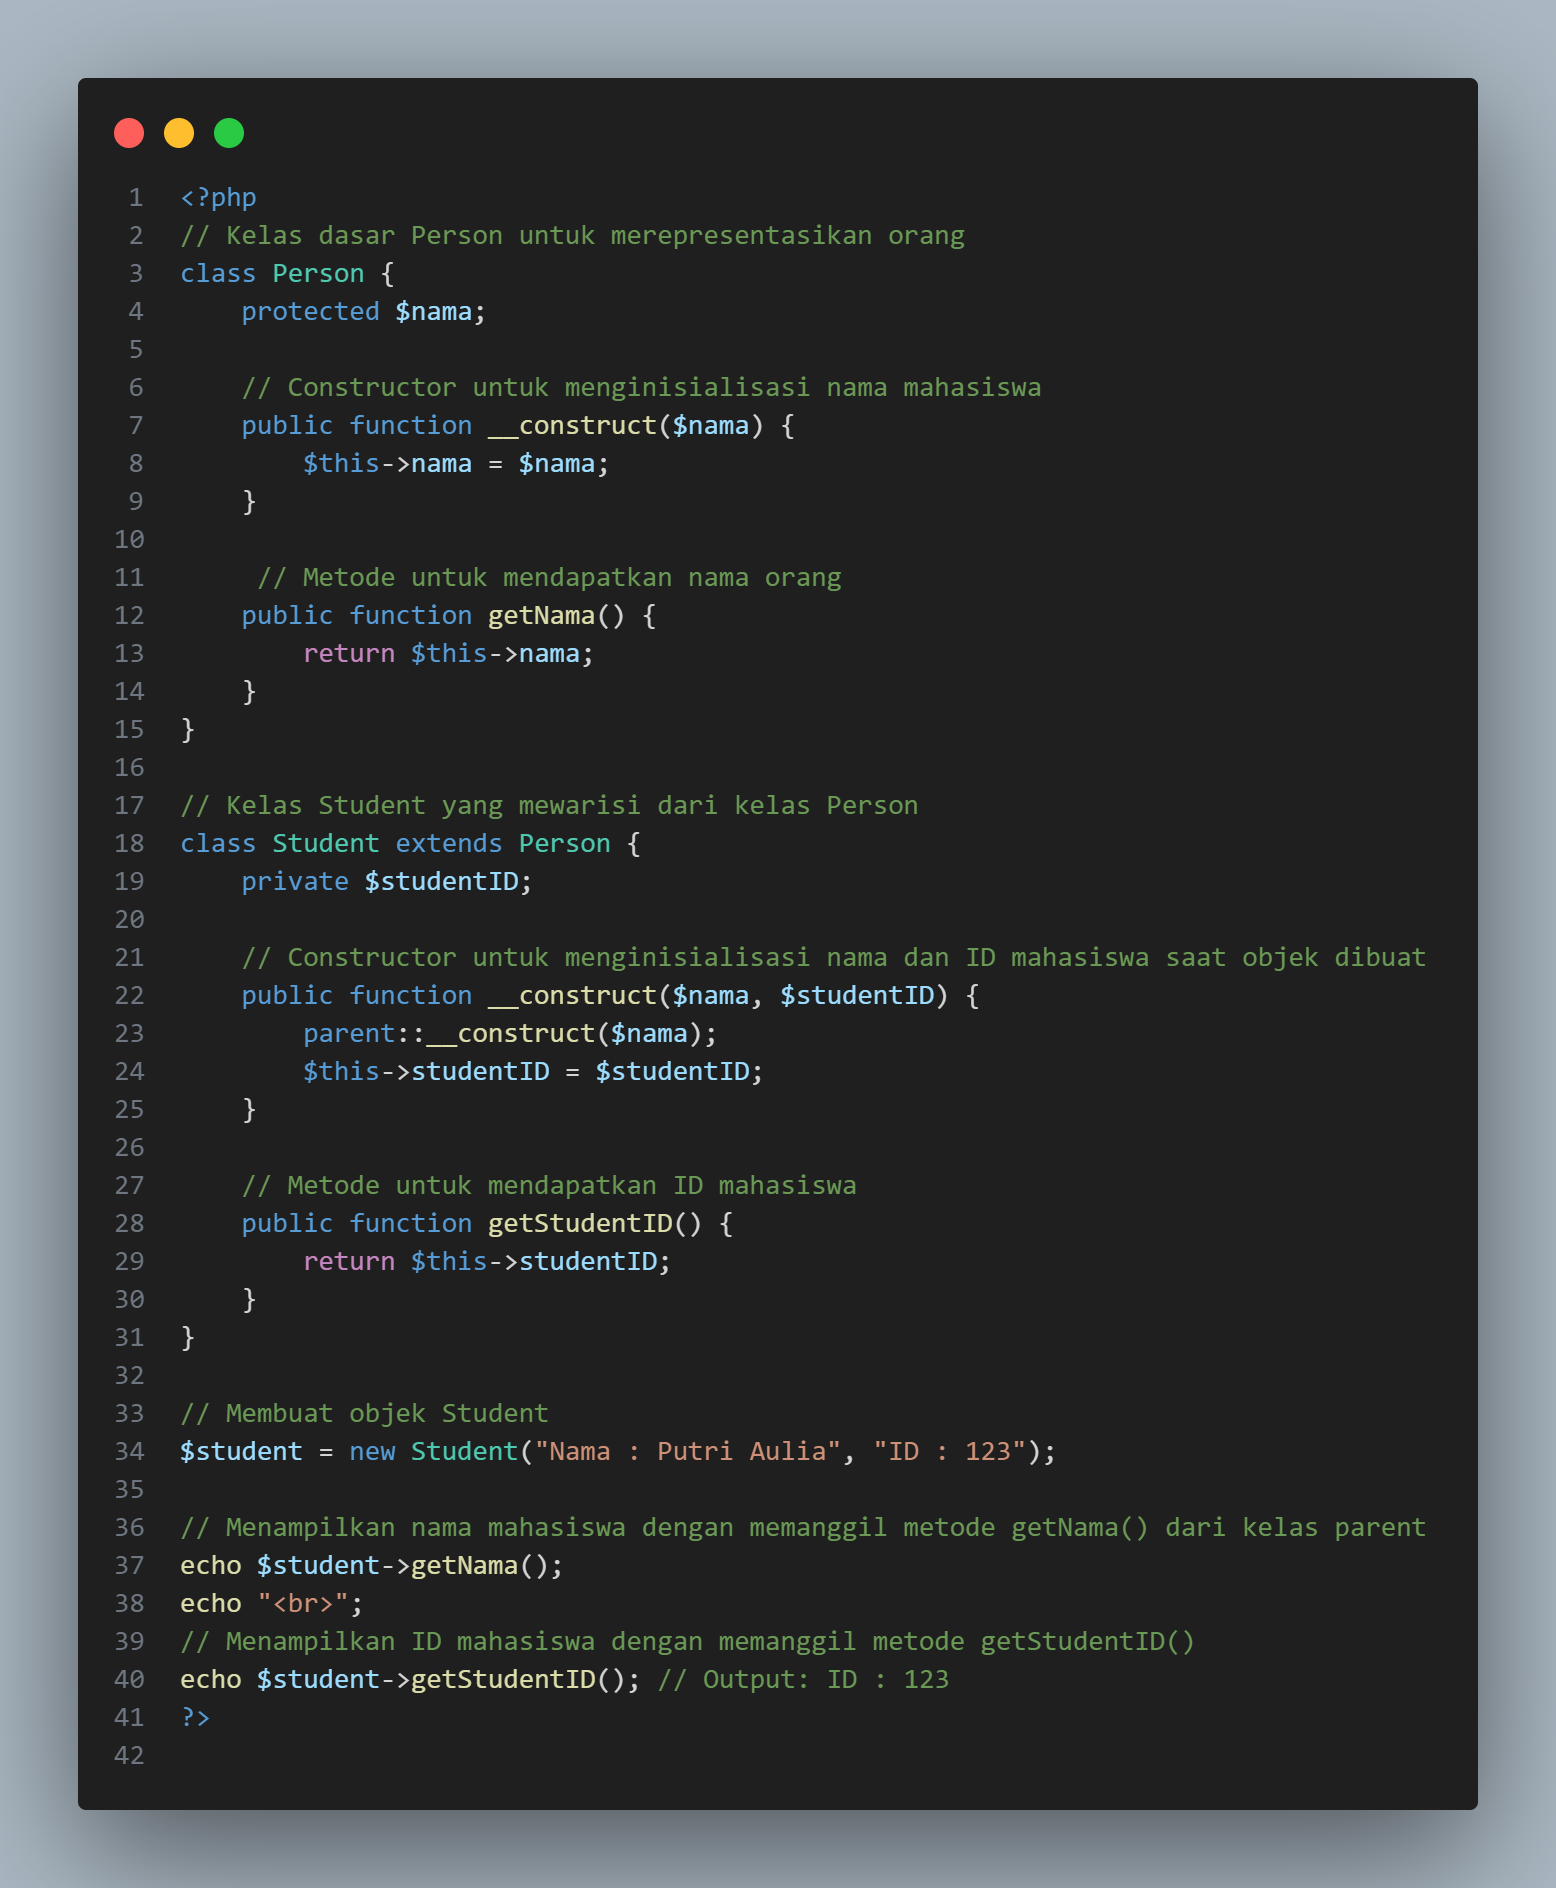 1 <?php
2 // Kelas dasar Person untuk merepresentasikan orang
3 class Person {
4     protected $nama;
5
6     // Constructor untuk menginisialisasi nama mahasiswa
7     public function __construct($nama) {
8         $this->nama = $nama;
9     }
10
11      // Metode untuk mendapatkan nama orang
12     public function getNama() {
13         return $this->nama;
14     }
15 }
16
17 // Kelas Student yang mewarisi dari kelas Person
18 class Student extends Person {
19     private $studentID;
20
21     // Constructor untuk menginisialisasi nama dan ID mahasiswa saat objek dibuat
22     public function __construct($nama, $studentID) {
23         parent::__construct($nama);
24         $this->studentID = $studentID;
25     }
26
27     // Metode untuk mendapatkan ID mahasiswa
28     public function getStudentID() {
29         return $this->studentID;
30     }
31 }
32
33 // Membuat objek Student
34 $student = new Student("Nama : Putri Aulia", "ID : 123");
35
36 // Menampilkan nama mahasiswa dengan memanggil metode getNama() dari kelas parent
37 echo $student->getNama();
38 echo "<br>";
39 // Menampilkan ID mahasiswa dengan memanggil metode getStudentID()
40 echo $student->getStudentID(); // Output: ID : 123
41 ?>
42